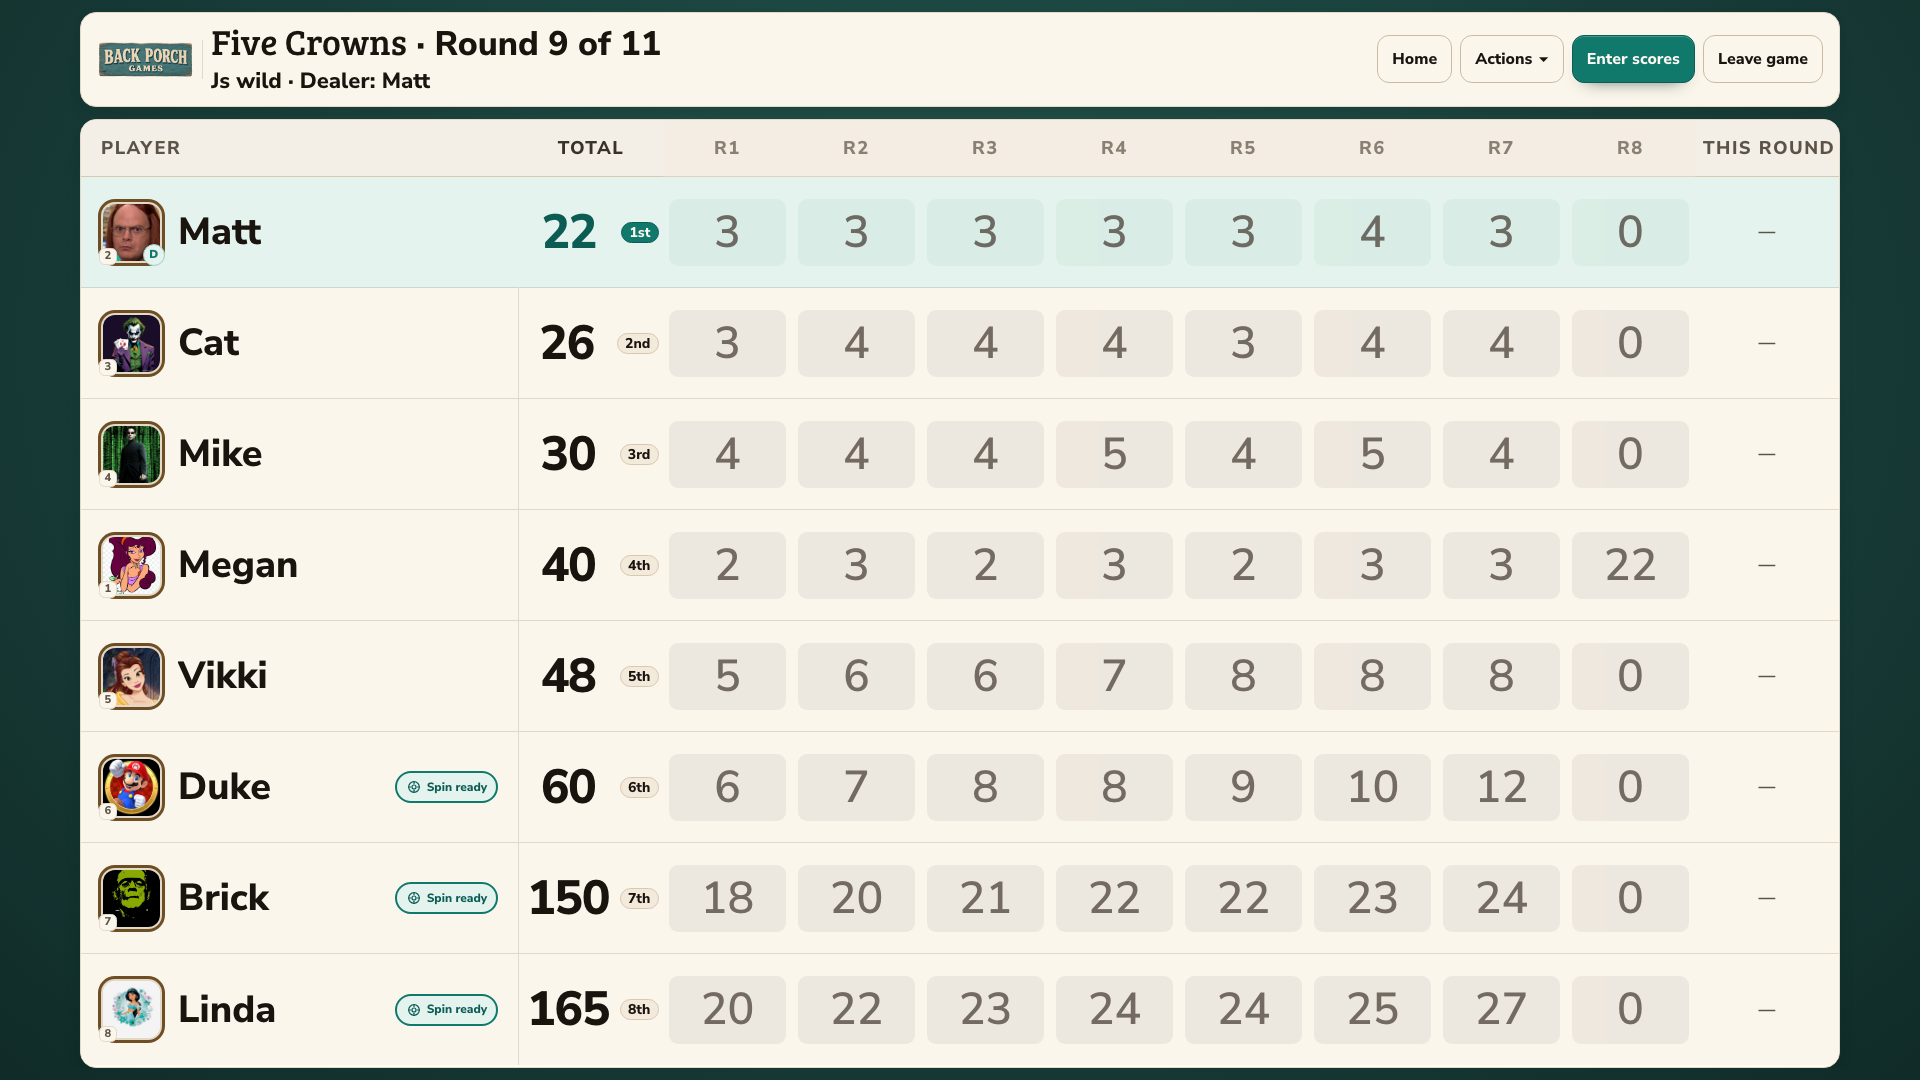 BACK PORCH
GAMES
Five Crowns · Round 9 of 11
Js wild · Dealer: Matt
Home
Actions
Enter scores
Leave game
PLAYER TOTAL R1 R2 R3 R4 R5 R6 R7 R8 THIS ROUND
2 D Matt 22 1st 3 3 3 3 3 4 3 0 —
3 Cat 26 2nd 3 4 4 4 3 4 4 0 —
4 Mike 30 3rd 4 4 4 5 4 5 4 0 —
1 Megan 40 4th 2 3 2 3 2 3 3 22 —
5 Vikki 48 5th 5 6 6 7 8 8 8 0 —
6 Duke Spin ready 60 6th 6 7 8 8 9 10 12 0 —
7 Brick Spin ready 150 7th 18 20 21 22 22 23 24 0 —
8 Linda Spin ready 165 8th 20 22 23 24 24 25 27 0 —